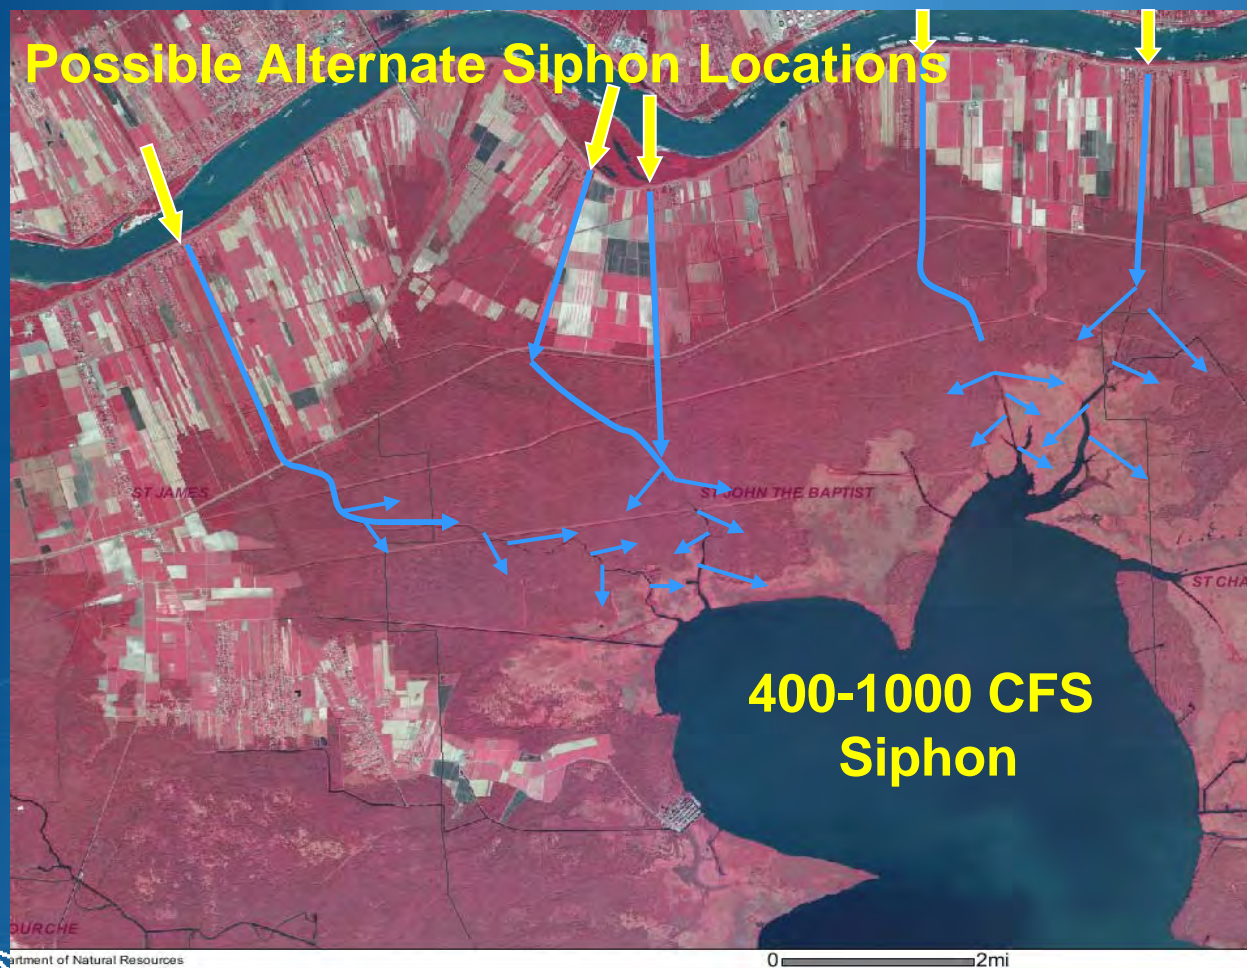 Possible Alternate Siphon Locations
ST JAMES
ST JOHN THE BAPTIST
ST CHA
400-1000 CFS
Siphon
OURCHE
artment of Natural Resources
0 2mi